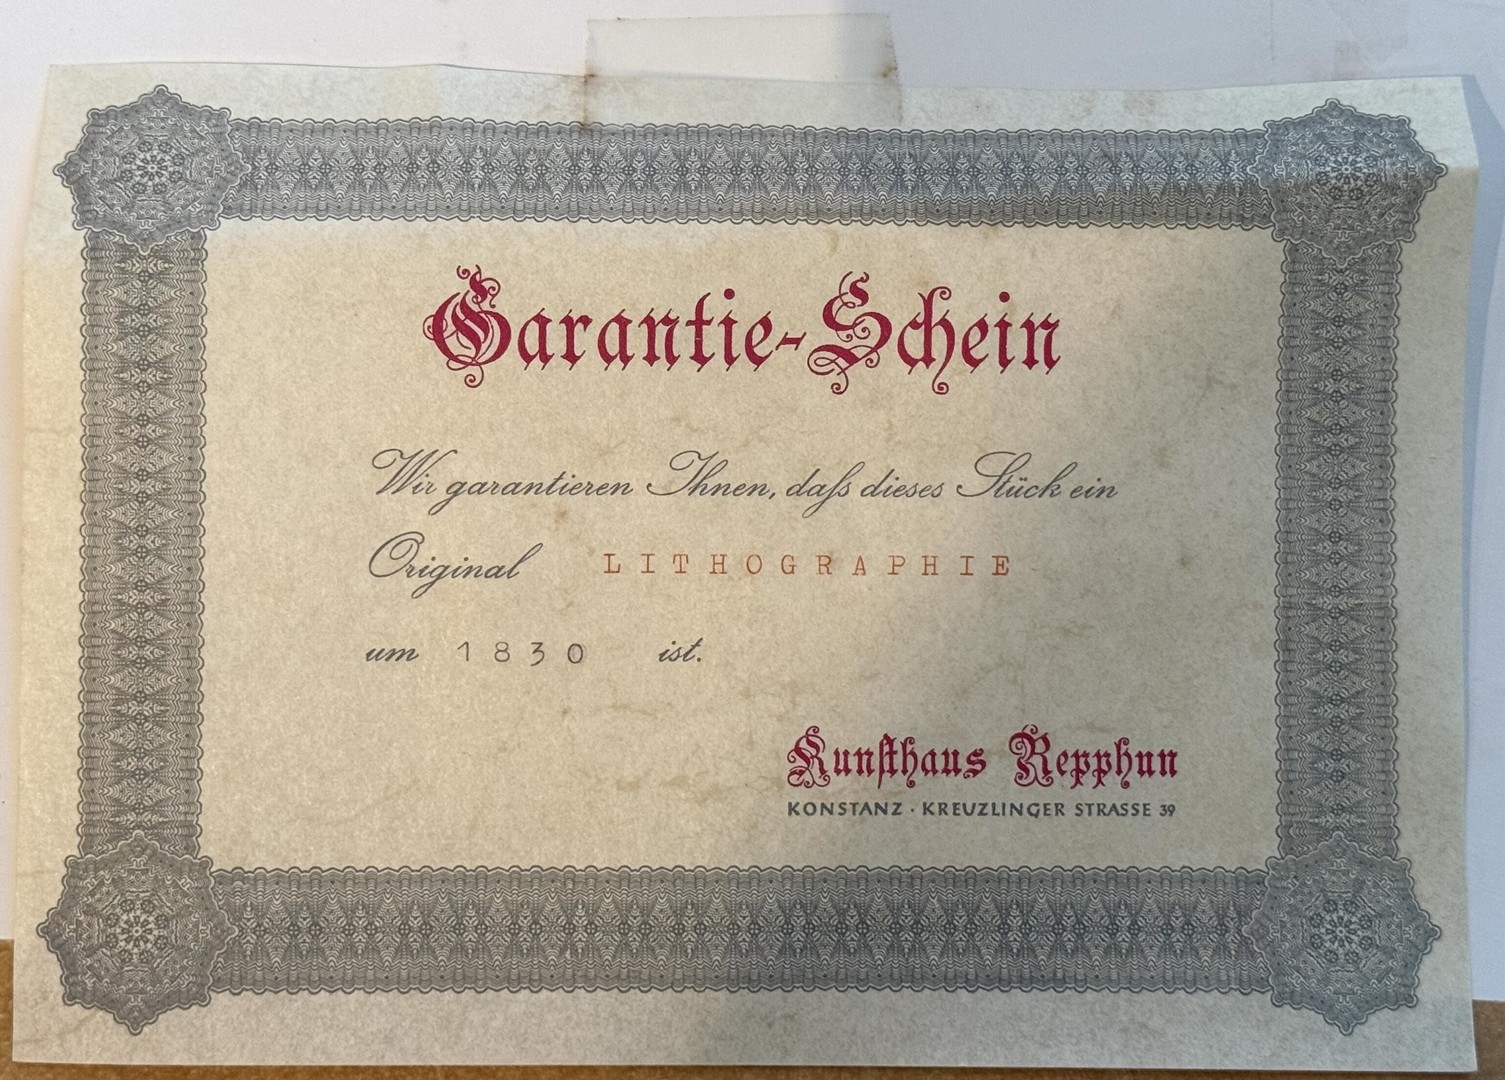 Garantie-Schein
Wir garantieren Ihnen, daß dieses Stück ein
Original LITHOGRAPHIE
um 1830 ist.
Kunsthaus Repphun
KONSTANZ · KREUZLINGER STRASSE 39